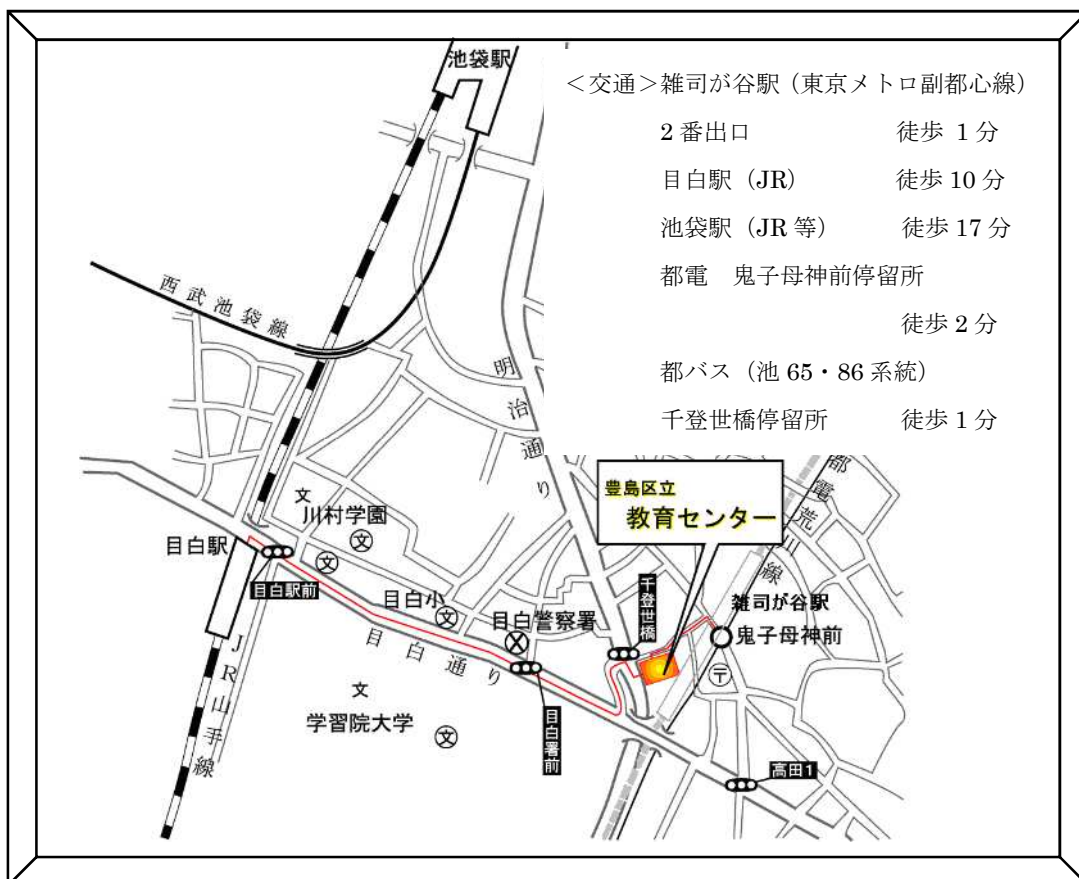 池袋駅
<交通>雑司が谷駅(東京メトロ副都心線)
2番出口 徒歩 1分
目白駅(JR) 徒歩 10分
池袋駅(JR等) 徒歩 17分
都電 鬼子母神前停留所
徒歩 2分
都バス(池 65・86 系統)
千登世橋停留所 徒歩 1分
西武池袋線
明治通り
都電荒川線
豊島区立
教育センター
文
川村学園
文
文
目白駅
目白駅前
目白小
文
目白警察署
千登世橋
雑司が谷駅
鬼子母神前
〒
目白通り
目白署前
文
学習院大学
文
高田1
JR山手線